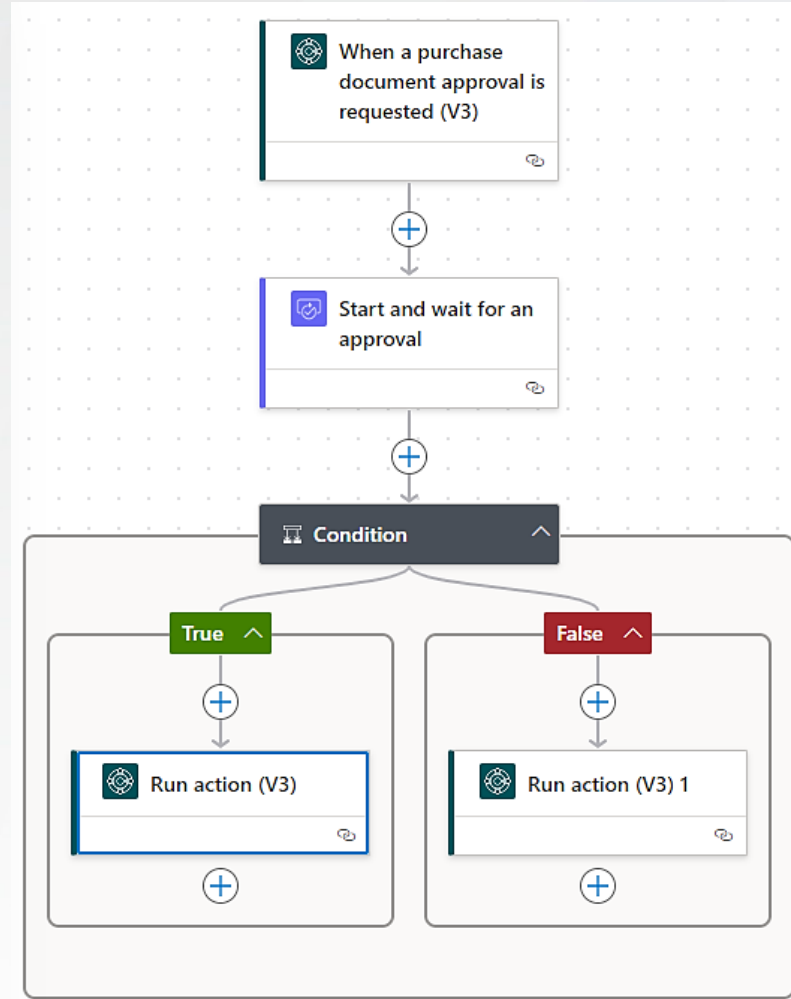 When a purchase
document approval is
requested (V3)
Start and wait for an
approval
Condition
True
False
Run action (V3)
Run action (V3) 1